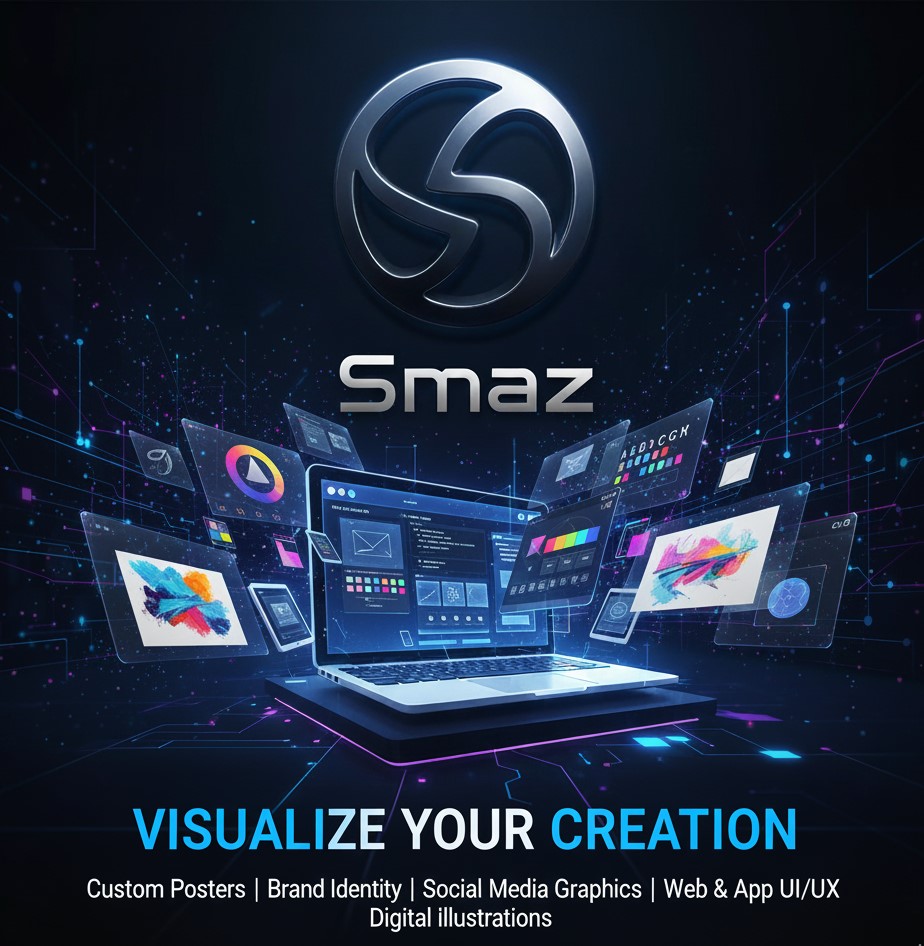 Smaz
VISUALIZE YOUR CREATION
Custom Posters | Brand Identity | Social Media Graphics | Web & App UI/UX
Digital illustrations